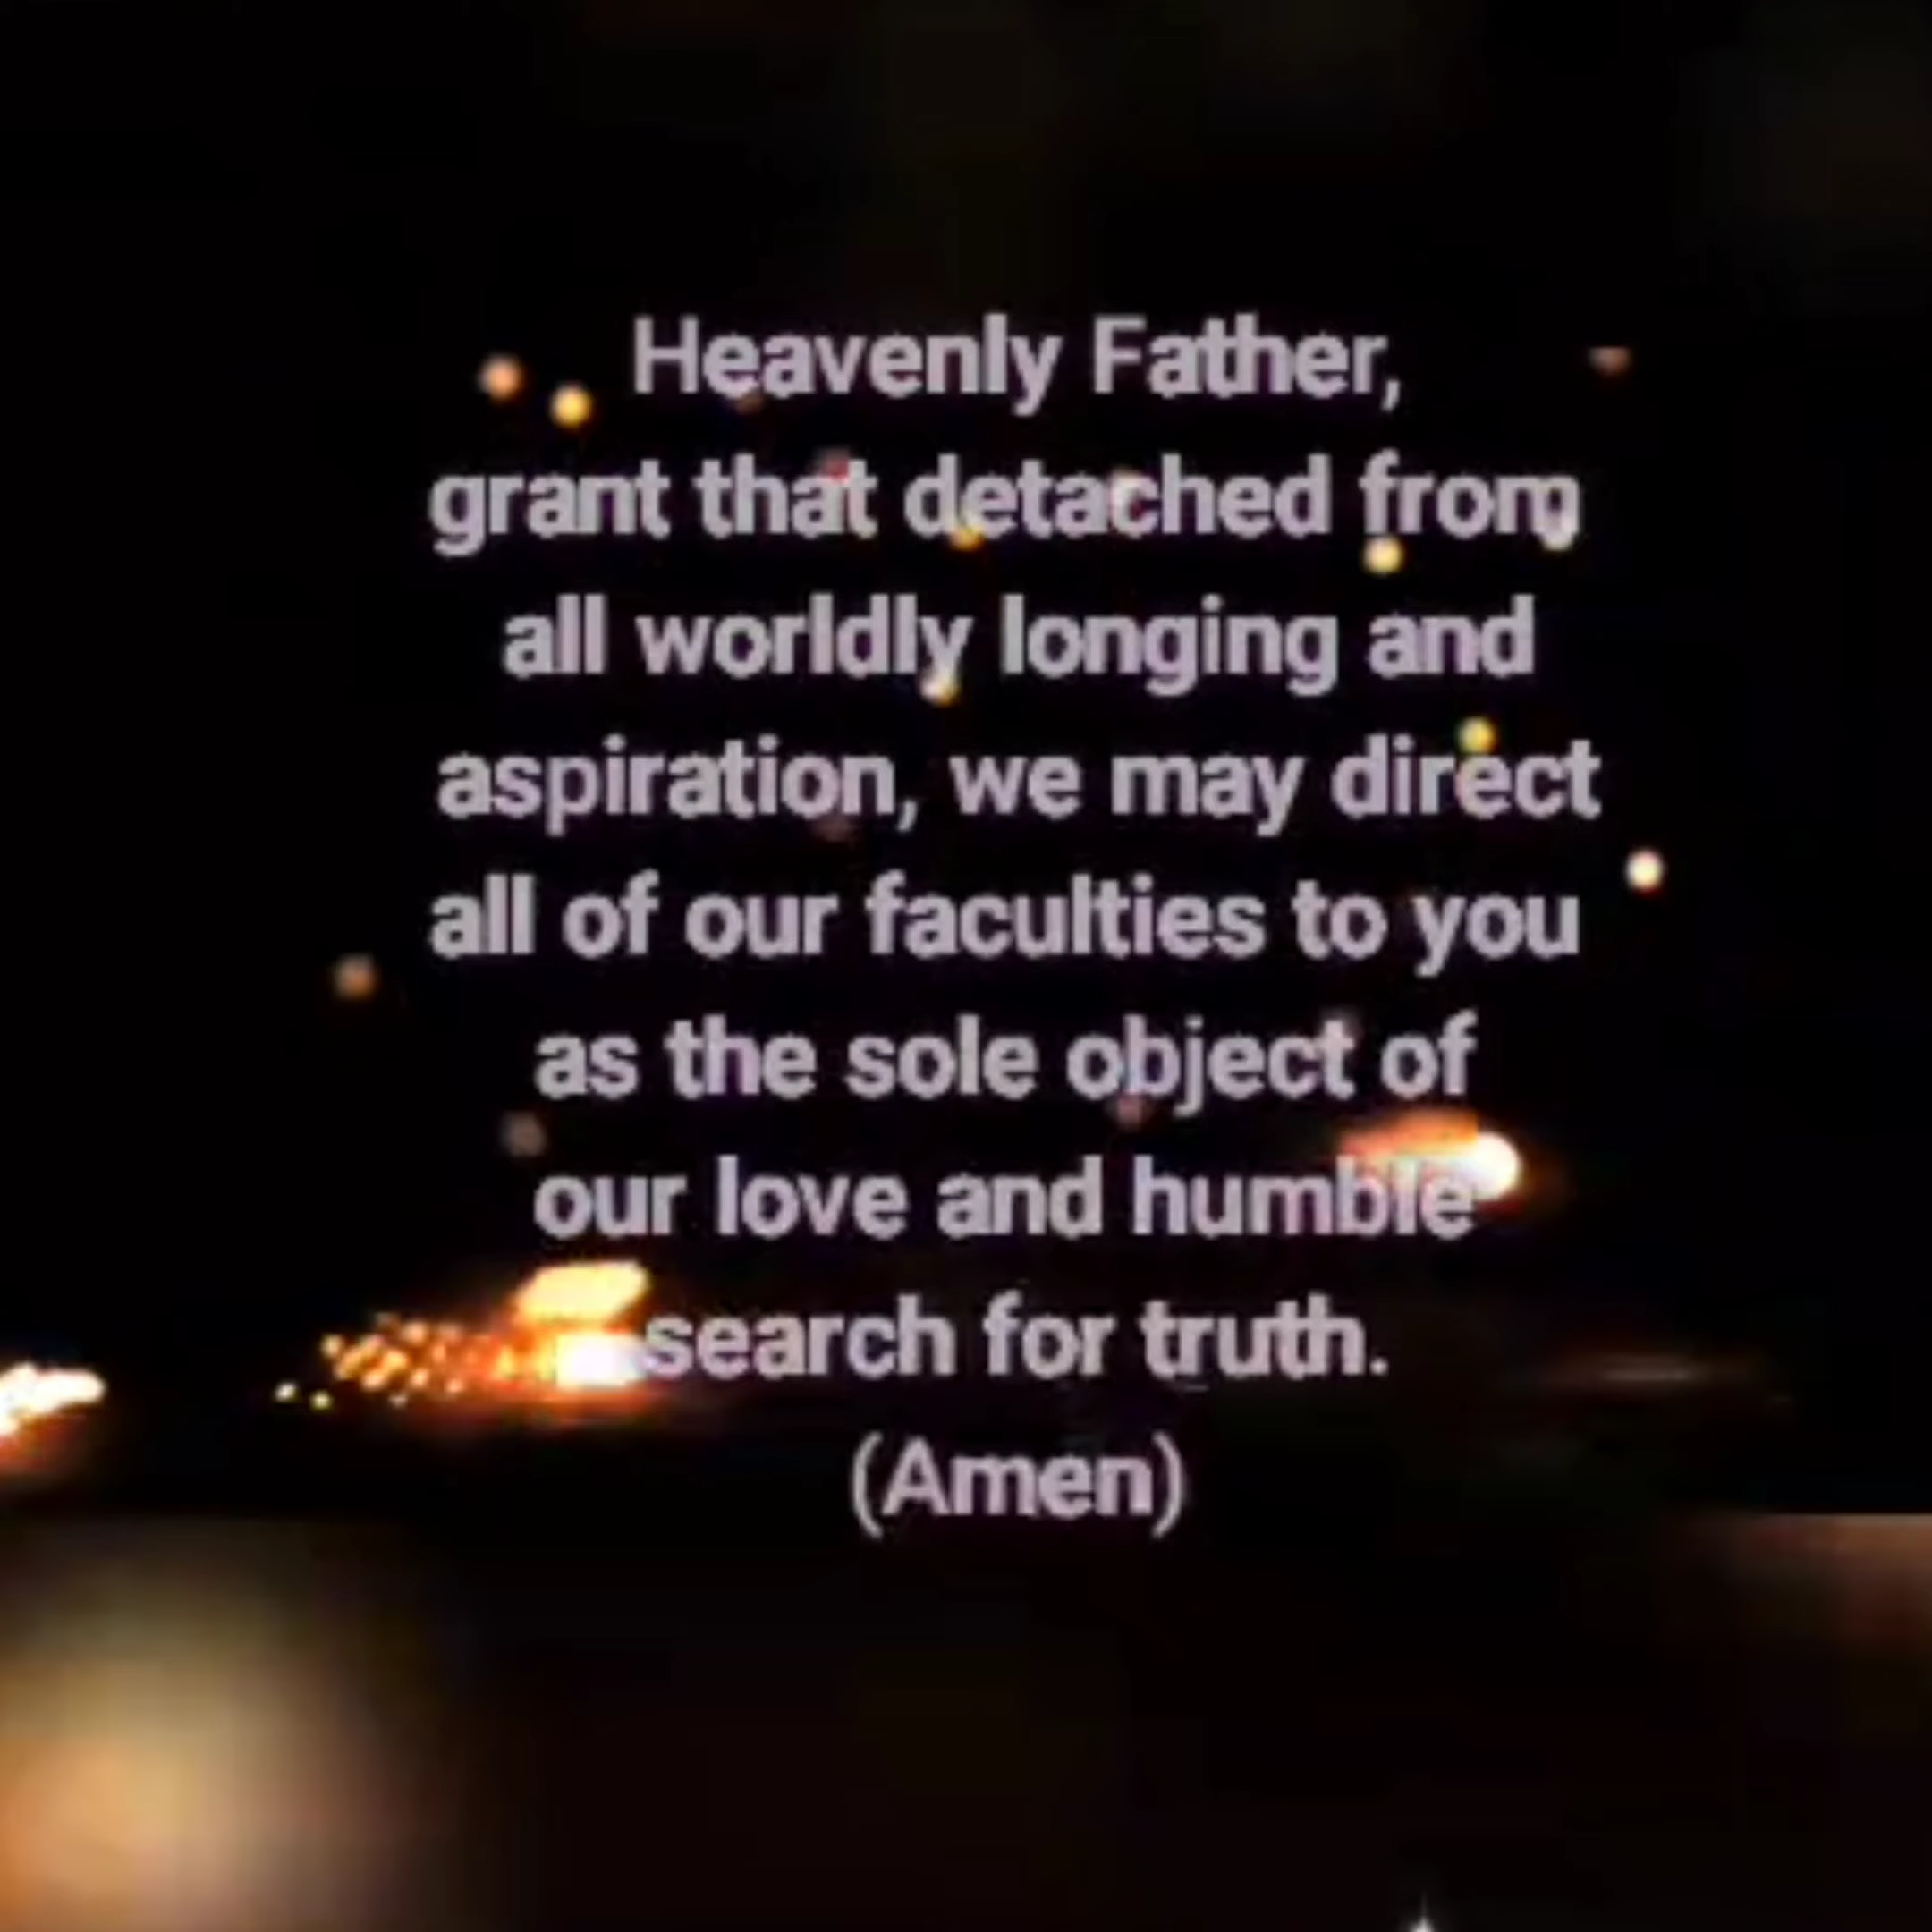 Heavenly Father,
grant that detached from
all worldly longing and
aspiration, we may direct
all of our faculties to you
as the sole object of
our love and humble
search for truth.
(Amen)